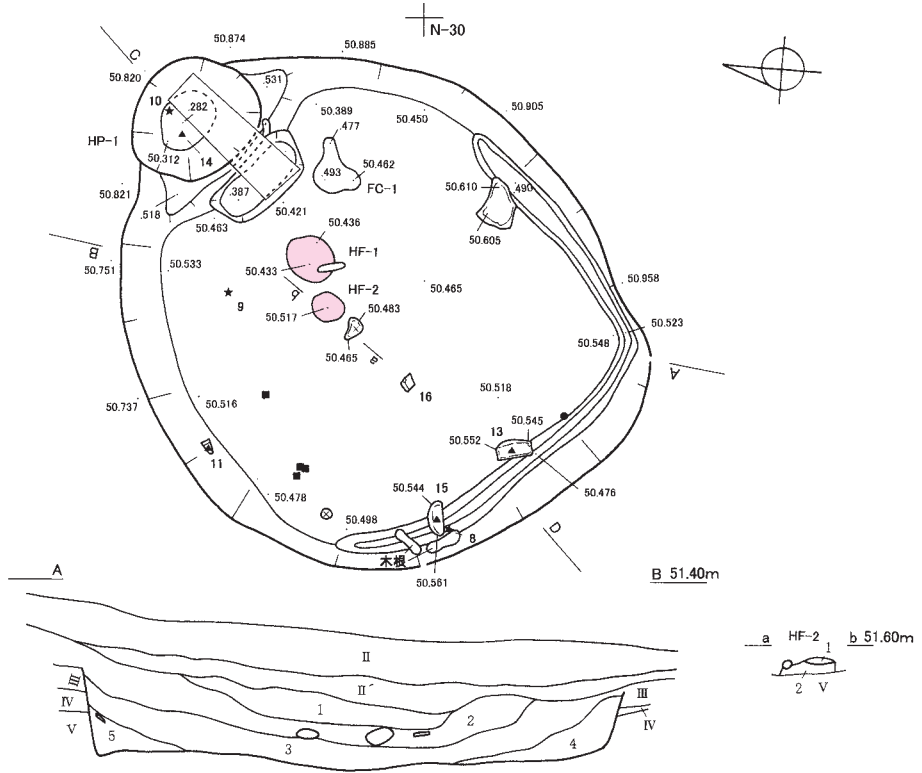 N-30
50.874
50.885
C
50.820
.531
50.905
10
.282
50.389
50.450
.477
HP-1
50.312
14
50.462
.493
FC-1
50.610
.490
50.821
.387
50.421
.518
50.463
50.605
50.436
B
HF-1
50.751
50.533
50.433
50.958
HF-2
50.465
b
9
50.517
50.483
50.523
50.548
50.465
a
A
16
50.518
50.737
50.516
13
50.545
50.552
11
15
50.544
50.476
50.478
50.498
8
D
木根
50.561
A
B 51.40m
a HF-2 b 51.60m
1
2 V
II
II´
III
IV
V
1
2
III
IV
5
3
4